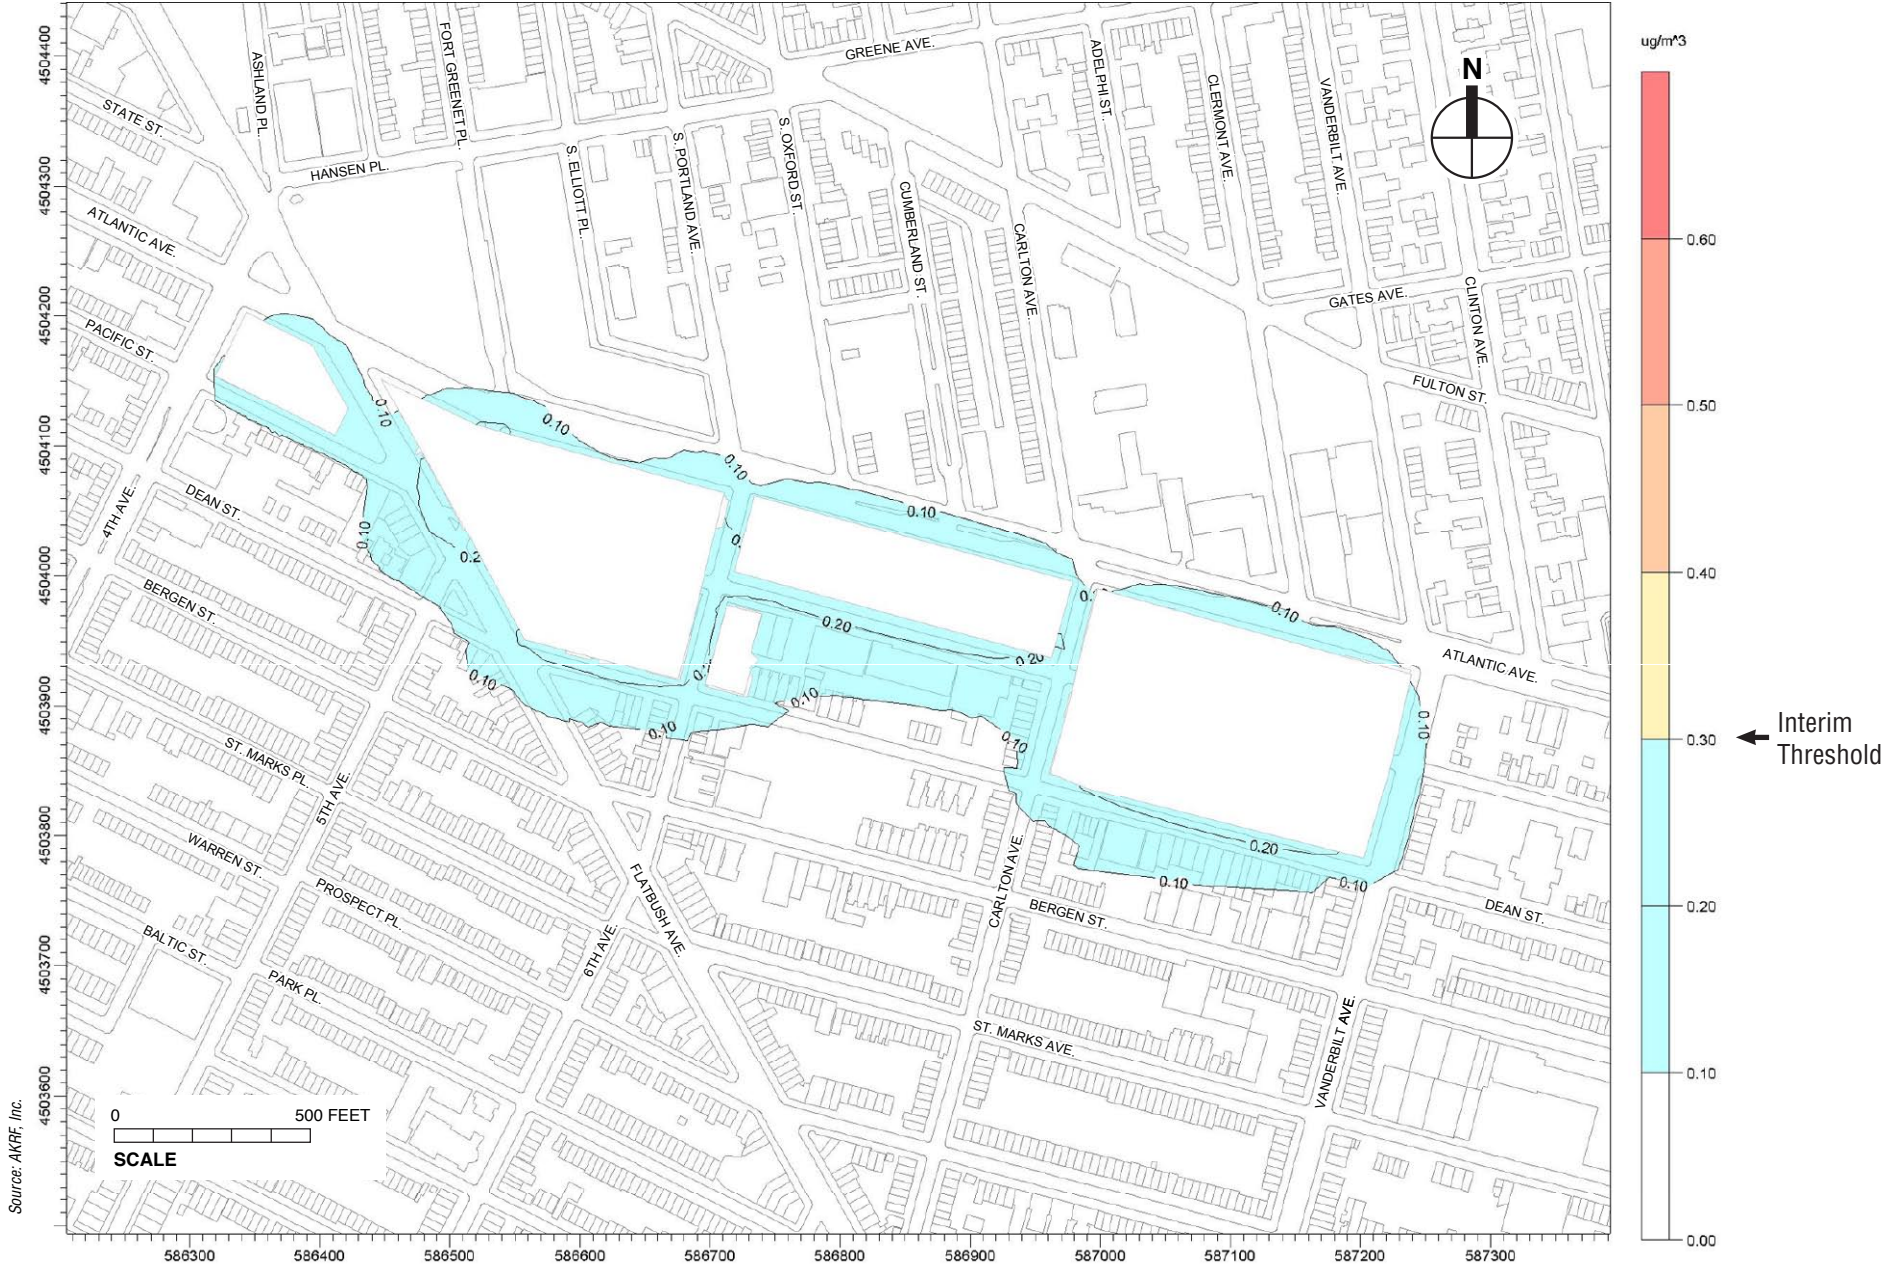 ug/m^3
0.60
0.50
0.40
0.30
0.20
0.10
0.00
Interim
Threshold
N
4504400
4504300
4504200
4504100
4504000
4503900
4503800
4503700
4503600
586300
586400
586500
586600
586700
586800
586900
587000
587100
587200
587300
GREENE AVE.
ASHLAND PL.
FORT GREENET PL.
ADELPHI ST.
CLERMONT AVE.
VANDERBILT AVE.
STATE ST.
HANSEN PL.
S. ELLIOTT PL.
S. PORTLAND AVE.
S. OXFORD ST.
CUMBERLAND ST.
CARLTON AVE.
ATLANTIC AVE.
GATES AVE.
CLINTON AVE.
PACIFIC ST.
FULTON ST.
0.10
0.10
0.10
0.10
4TH AVE.
DEAN ST.
0.10
0.2
0.
0.
0.10
BERGEN ST.
0.20
0.20
ATLANTIC AVE.
0.10
0.
0.10
0.10
0.10
0.10
ST. MARKS PL.
5TH AVE.
WARREN ST.
PROSPECT PL.
BALTIC ST.
PARK PL.
FLATBUSH AVE.
6TH AVE.
CARLTON AVE.
0.20
0.10
0.10
BERGEN ST.
DEAN ST.
ST. MARKS AVE.
VANDERBILT AVE.
0 500 FEET
SCALE
Source: AKRF, Inc.